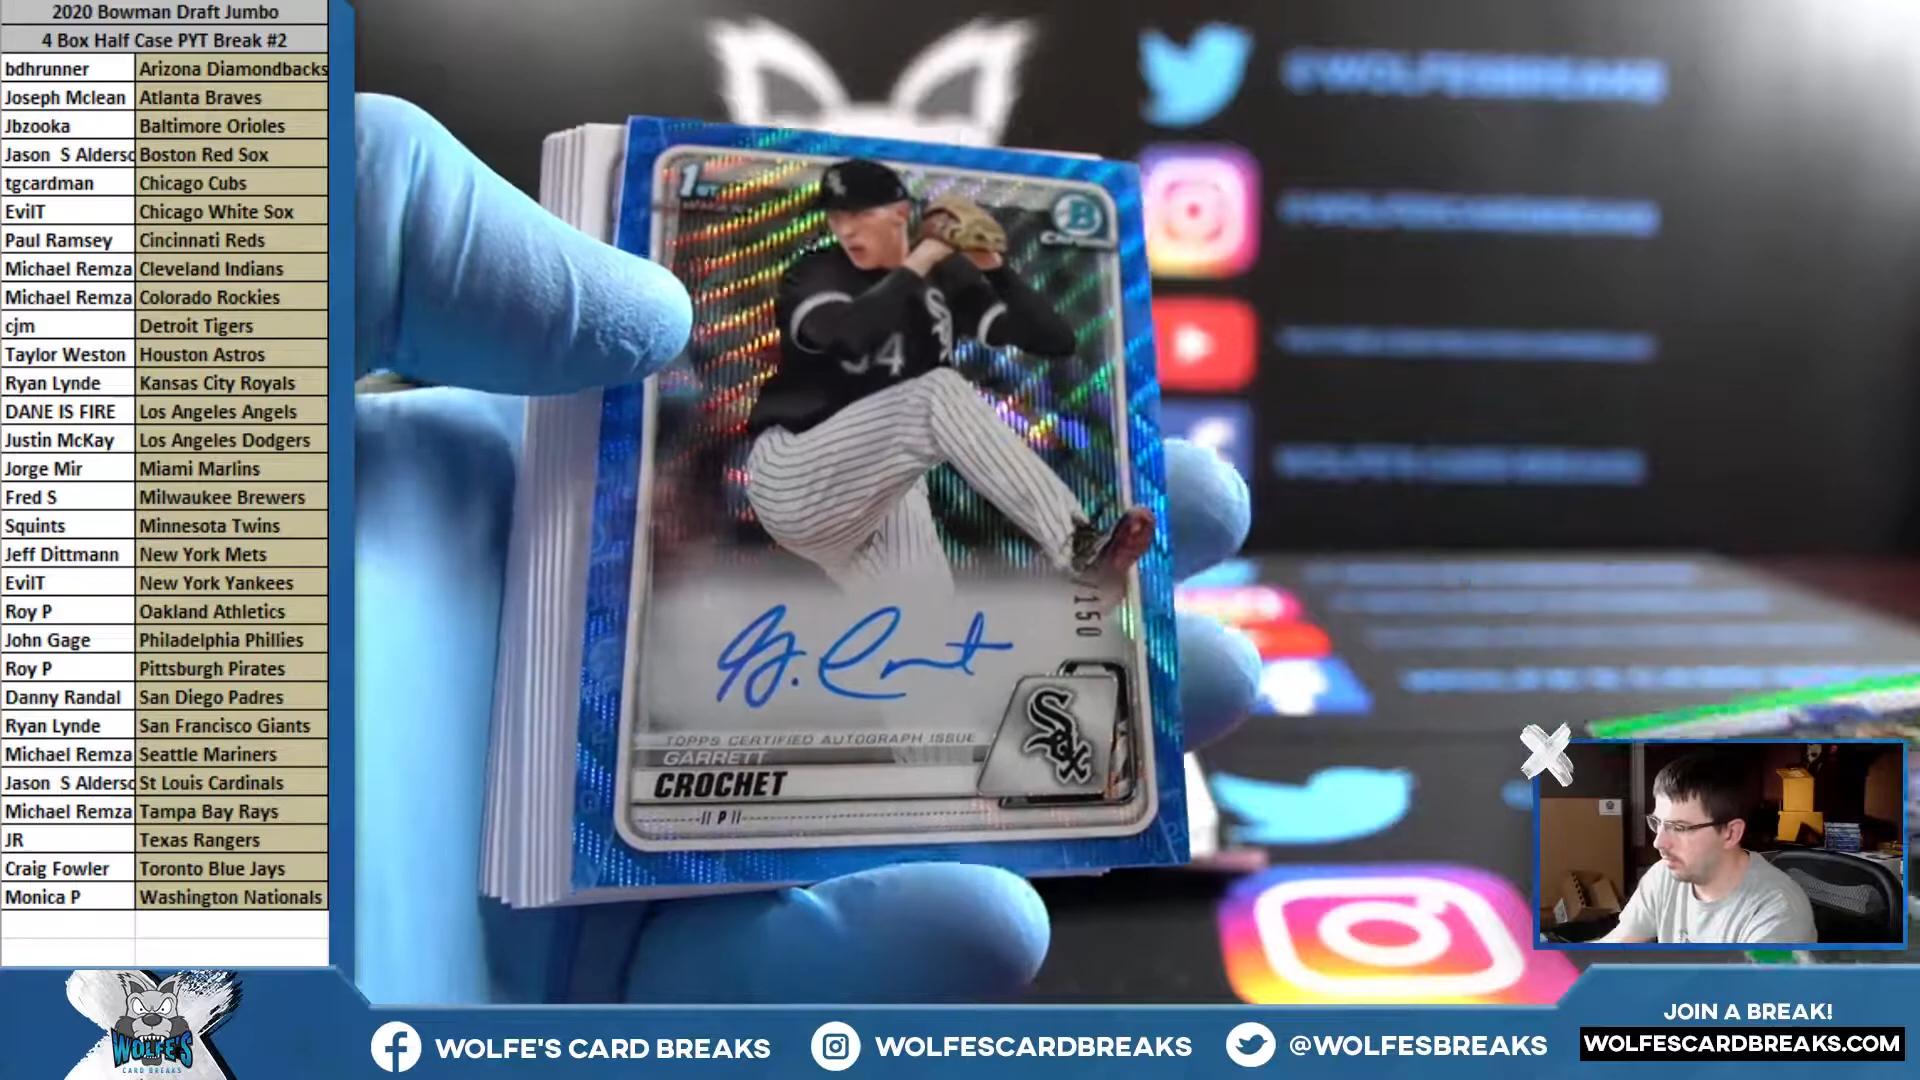 2020 Bowman Draft Jumbo
4 Box Half Case PYT Break #2
bdhrunner Arizona Diamondbacks
Joseph Mclean Atlanta Braves
Jbzooka Baltimore Orioles
Jason S Alderso Boston Red Sox
tgcardman Chicago Cubs
EvilT Chicago White Sox
Paul Ramsey Cincinnati Reds
Michael Remza Cleveland Indians
Michael Remza Colorado Rockies
cjm Detroit Tigers
Taylor Weston Houston Astros
Ryan Lynde Kansas City Royals
DANE IS FIRE Los Angeles Angels
Justin McKay Los Angeles Dodgers
Jorge Mir Miami Marlins
Fred S Milwaukee Brewers
Squints Minnesota Twins
Jeff Dittmann New York Mets
EvilT New York Yankees
Roy P Oakland Athletics
John Gage Philadelphia Phillies
Roy P Pittsburgh Pirates
Danny Randal San Diego Padres
Ryan Lynde San Francisco Giants
Michael Remza Seattle Mariners
Jason S Alderso St Louis Cardinals
Michael Remza Tampa Bay Rays
JR Texas Rangers
Craig Fowler Toronto Blue Jays
Monica P Washington Nationals
@WOLFESBREAKS
1ST
B
34
/150
G. Crochet
TOPPS CERTIFIED AUTOGRAPH ISSUE
GARRETT
CROCHET
P
Sox
WOLFE'S
CARD BREAKS
WOLFE'S CARD BREAKS
WOLFESCARDBREAKS
@WOLFESBREAKS
JOIN A BREAK!
WOLFESCARDBREAKS.COM